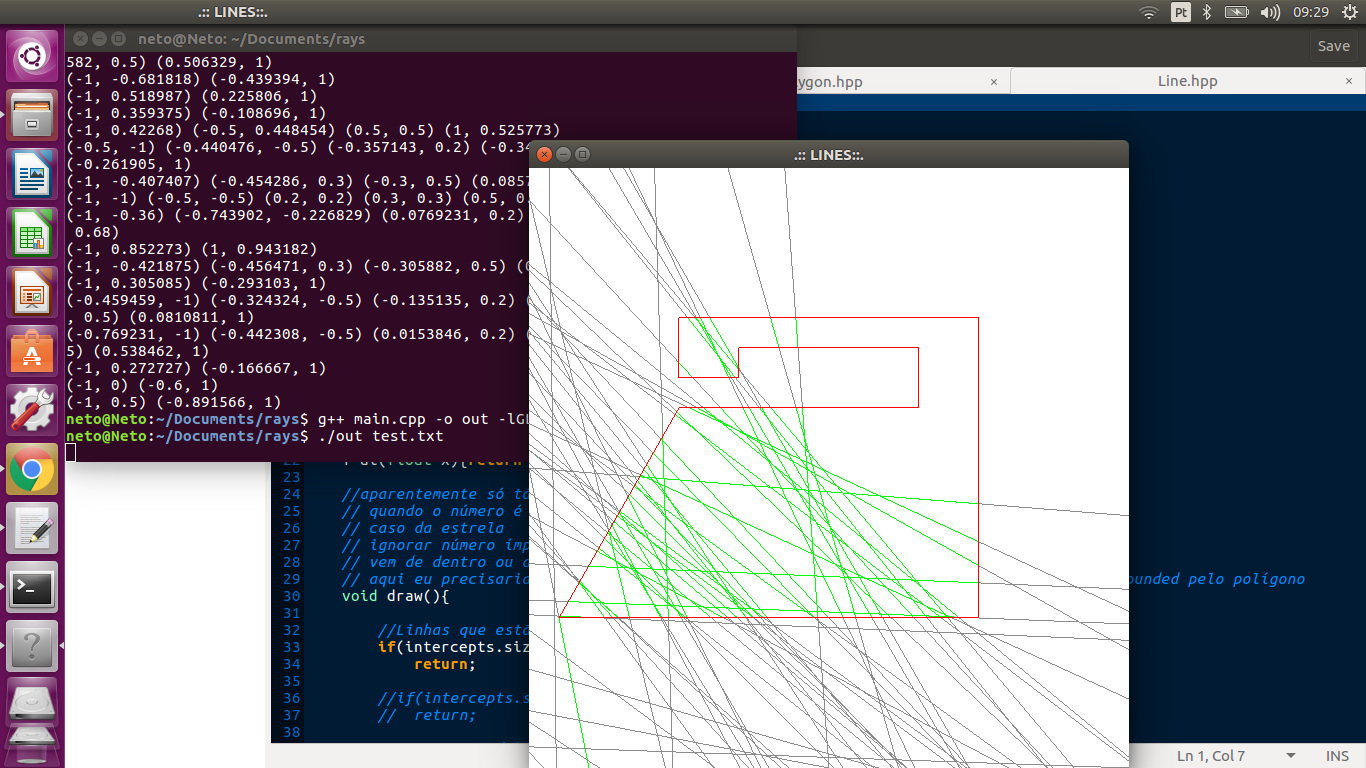 .:: LINES::.
Pt
09:29
neto@Neto: ~/Documents/rays
Save
ygon.hpp ×
Line.hpp ×
582, 0.5) (0.506329, 1)
(-1, -0.681818) (-0.439394, 1)
(-1, 0.518987) (0.225806, 1)
(-1, 0.359375) (-0.108696, 1)
(-1, 0.42268) (-0.5, 0.448454) (0.5, 0.5) (1, 0.525773)
(-0.5, -1) (-0.440476, -0.5) (-0.357143, 0.2) (-0.34
(-0.261905, 1)
(-1, -0.407407) (-0.454286, 0.3) (-0.3, 0.5) (0.0857
(-1, -1) (-0.5, -0.5) (0.2, 0.2) (0.3, 0.3) (0.5, 0.
(-1, -0.36) (-0.743902, -0.226829) (0.0769231, 0.2)
0.68)
(-1, 0.852273) (1, 0.943182)
(-1, -0.421875) (-0.456471, 0.3) (-0.305882, 0.5) (
(-1, 0.305085) (-0.293103, 1)
(-0.459459, -1) (-0.324324, -0.5) (-0.135135, 0.2) (
, 0.5) (0.0810811, 1)
(-0.769231, -1) (-0.442308, -0.5) (0.0153846, 0.2) (
5) (0.538462, 1)
(-1, 0.272727) (-0.166667, 1)
(-1, 0) (-0.6, 1)
(-1, 0.5) (-0.891566, 1)
neto@Neto:~/Documents/rays$ g++ main.cpp -o out -lGL
neto@Neto:~/Documents/rays$ ./out test.txt
.:: LINES::.
23
24 //aparentemente só to
25 // quando o número é
26 // caso da estrela
27 // ignorar número imp
28 // vem de dentro ou
29 // aqui eu precisaria ounded pelo polígono
30 void draw(){
31
32 //Linhas que está
33 if(intercepts.siz
34 return;
35
36 //if(intercepts.s
37 // return;
38
Ln 1, Col 7
INS